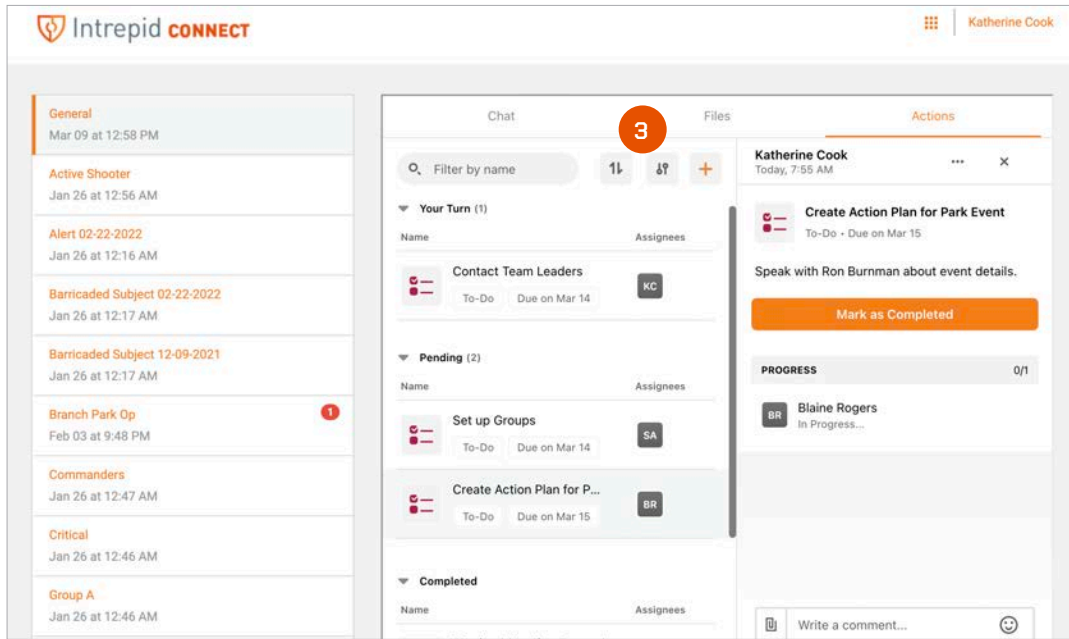 Intrepid CONNECT
Katherine Cook
General
Mar 09 at 12:58 PM
Active Shooter
Jan 26 at 12:56 AM
Alert 02-22-2022
Jan 26 at 12:16 AM
Barricaded Subject 02-22-2022
Jan 26 at 12:17 AM
Barricaded Subject 12-09-2021
Jan 26 at 12:17 AM
Branch Park Op
1
Feb 03 at 9:48 PM
Commanders
Jan 26 at 12:47 AM
Critical
Jan 26 at 12:46 AM
Group A
Jan 26 at 12:46 AM
Chat
Files
Actions
3
Filter by name
Your Turn (1)
Name
Assignees
Contact Team Leaders
To-Do
Due on Mar 14
KC
Pending (2)
Name
Assignees
Set up Groups
To-Do
Due on Mar 14
SA
Create Action Plan for P...
To-Do
Due on Mar 15
BR
Completed
Name
Assignees
Katherine Cook
Today, 7:55 AM
Create Action Plan for Park Event
To-Do • Due on Mar 15
Speak with Ron Burnman about event details.
Mark as Completed
PROGRESS
0/1
BR
Blaine Rogers
In Progress...
Write a comment...